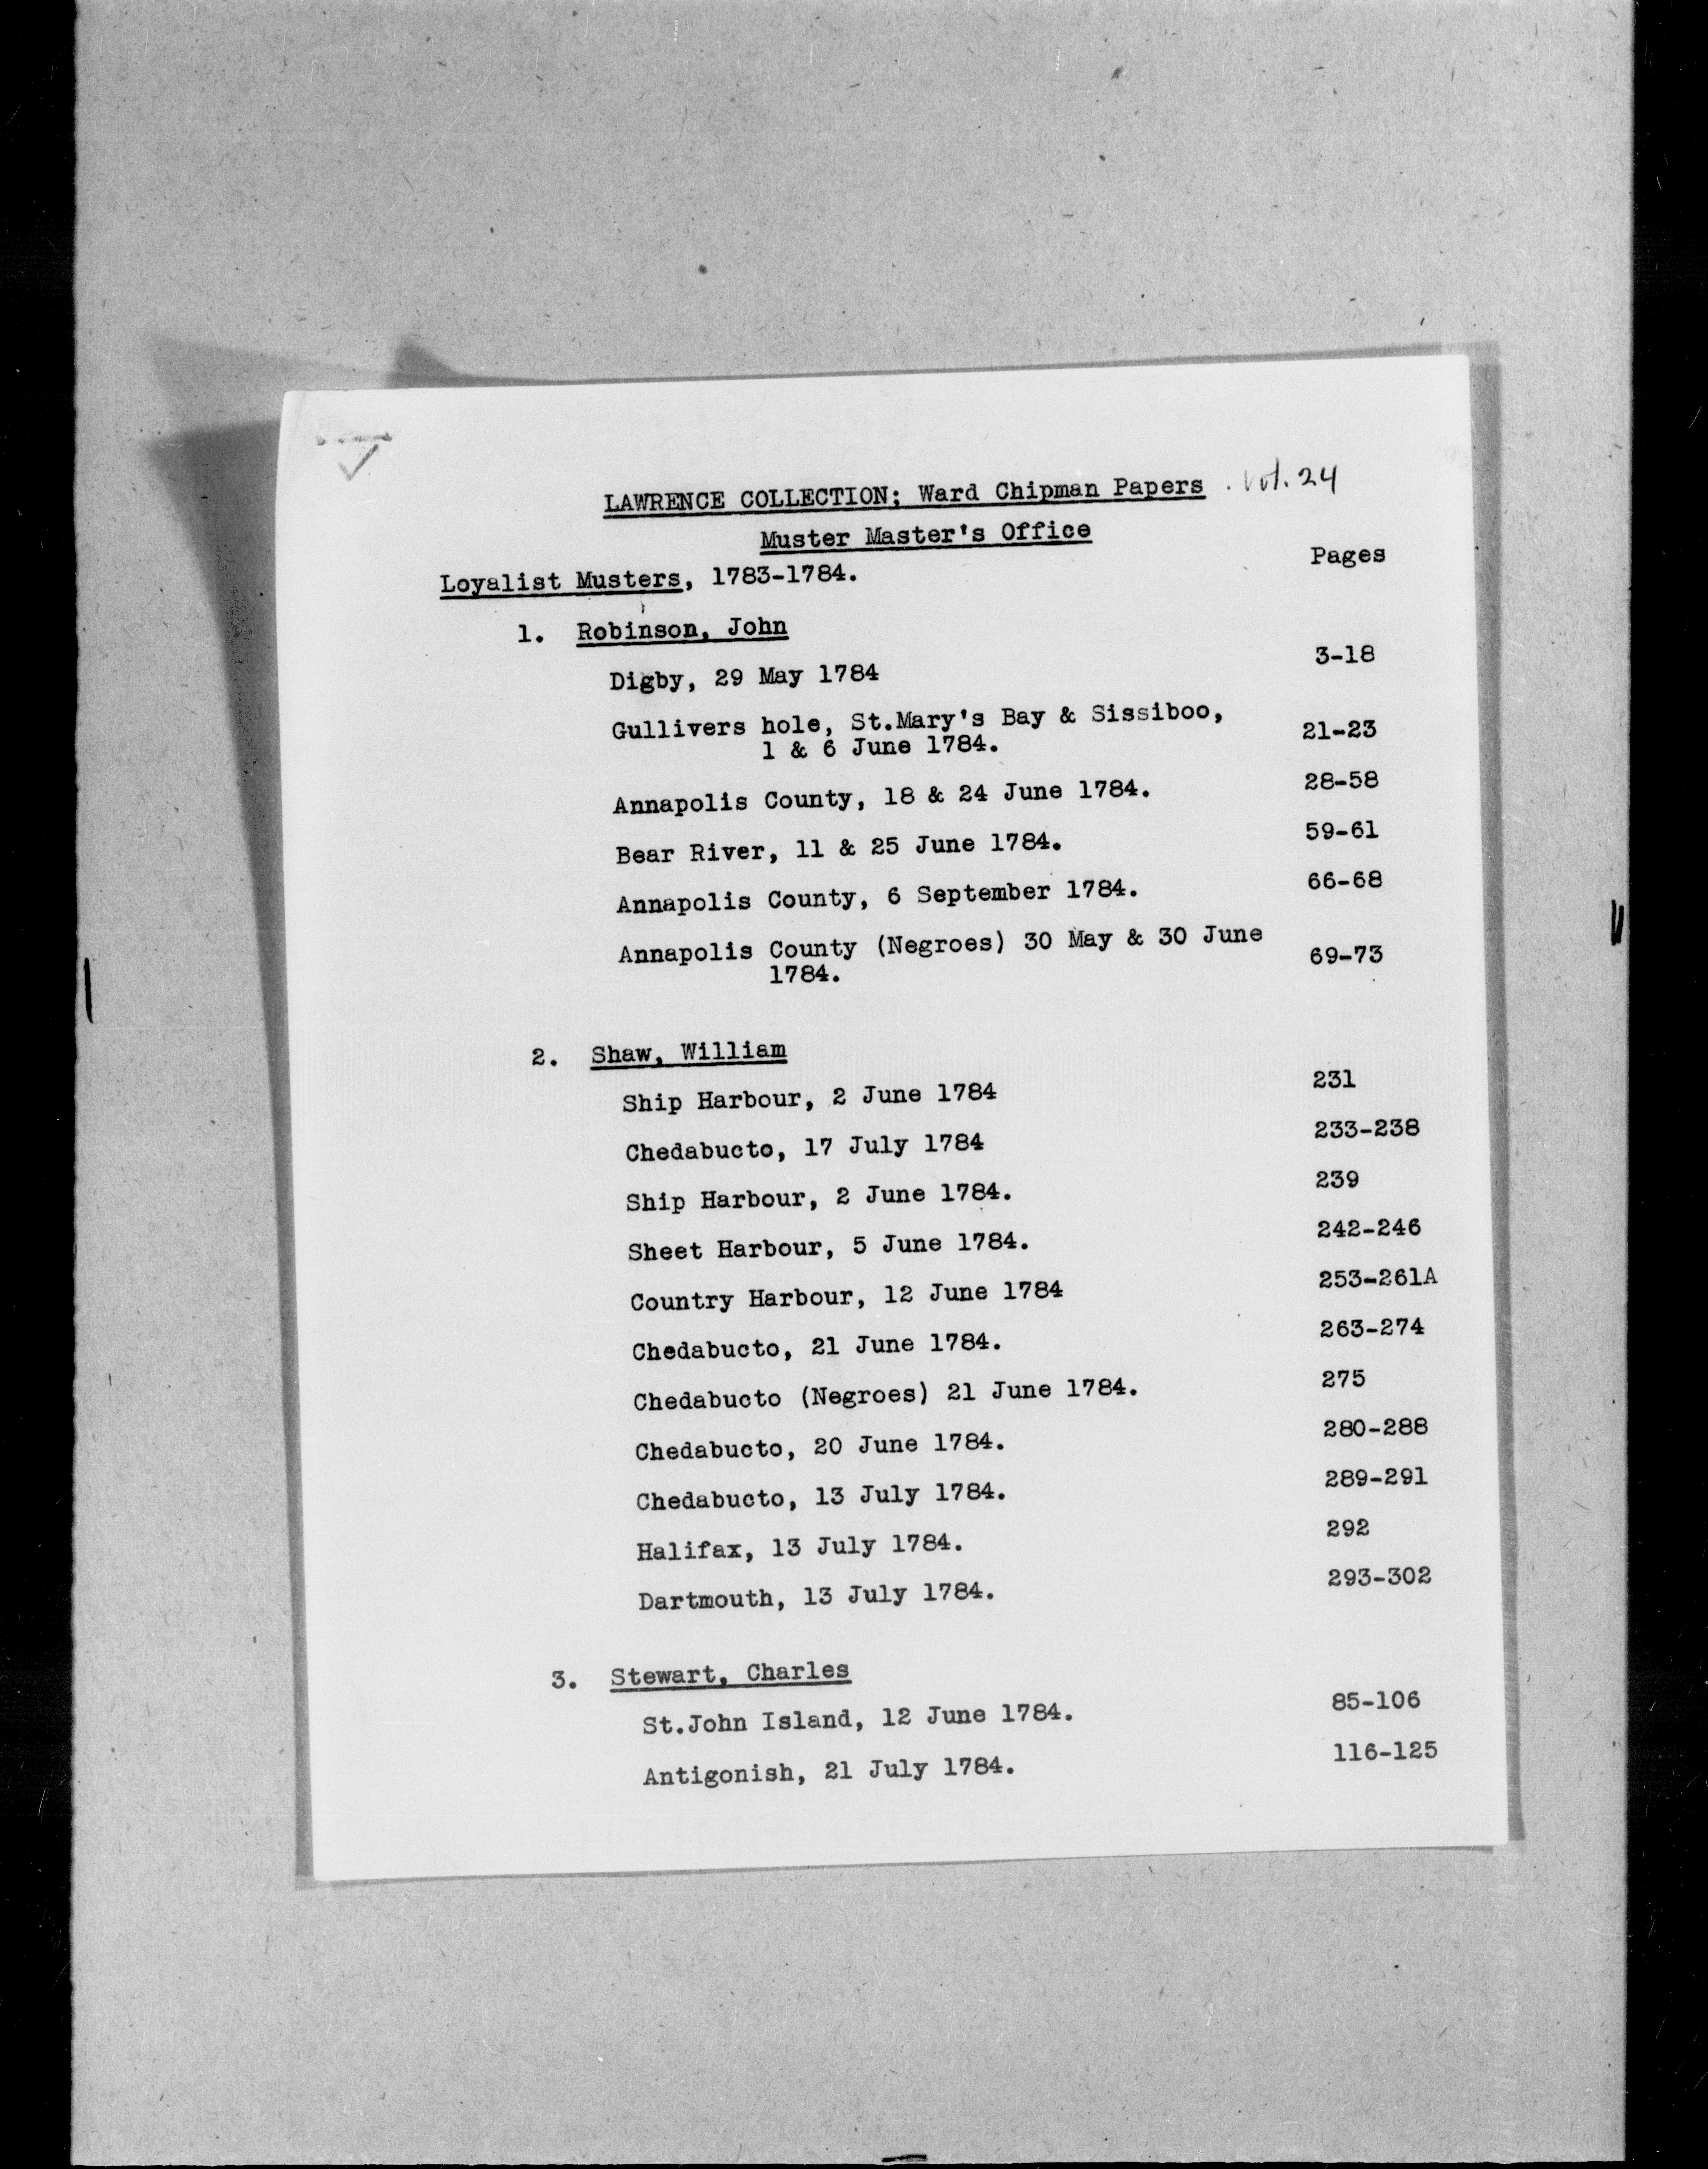 LAWRENCE COLLECTION; Ward Chipman Papers . Vol. 24
Muster Master's Office
Pages
Loyalist Musters, 1783-1784.
1. Robinson, John
Digby, 29 May 1784 3-18
Gullivers hole, St.Mary's Bay & Sissiboo,
1 & 6 June 1784. 21-23
Annapolis County, 18 & 24 June 1784. 28-58
Bear River, 11 & 25 June 1784. 59-61
Annapolis County, 6 September 1784. 66-68
Annapolis County (Negroes) 30 May & 30 June
1784. 69-73
2. Shaw, William
Ship Harbour, 2 June 1784 231
Chedabucto, 17 July 1784 233-238
Ship Harbour, 2 June 1784. 239
Sheet Harbour, 5 June 1784. 242-246
Country Harbour, 12 June 1784 253-261A
Chedabucto, 21 June 1784. 263-274
Chedabucto (Negroes) 21 June 1784. 275
Chedabucto, 20 June 1784. 280-288
Chedabucto, 13 July 1784. 289-291
Halifax, 13 July 1784. 292
Dartmouth, 13 July 1784. 293-302
3. Stewart, Charles
St.John Island, 12 June 1784. 85-106
Antigonish, 21 July 1784. 116-125